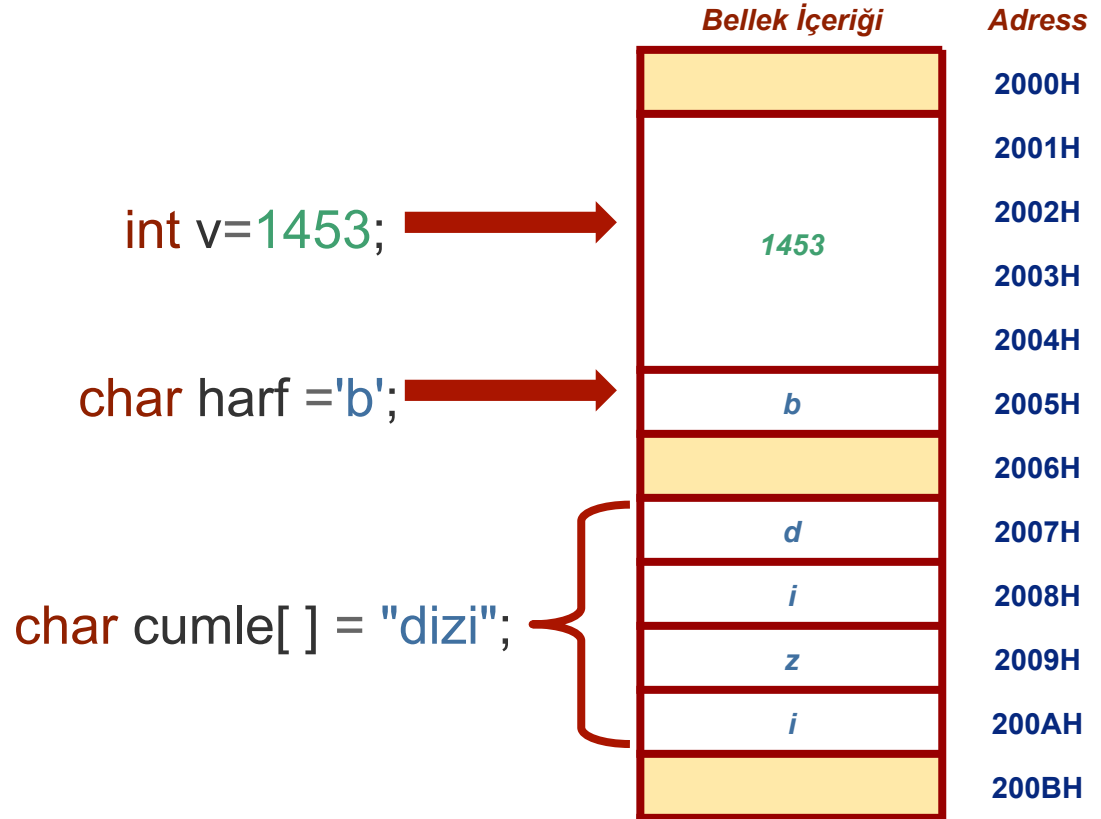 Bellek İçeriği Adress
2000H
2001H
int v=1453; 2002H
1453
2003H
2004H
char harf ='b'; b 2005H
2006H
d 2007H
i 2008H
char cumle[ ] = "dizi";
z 2009H
i 200AH
200BH